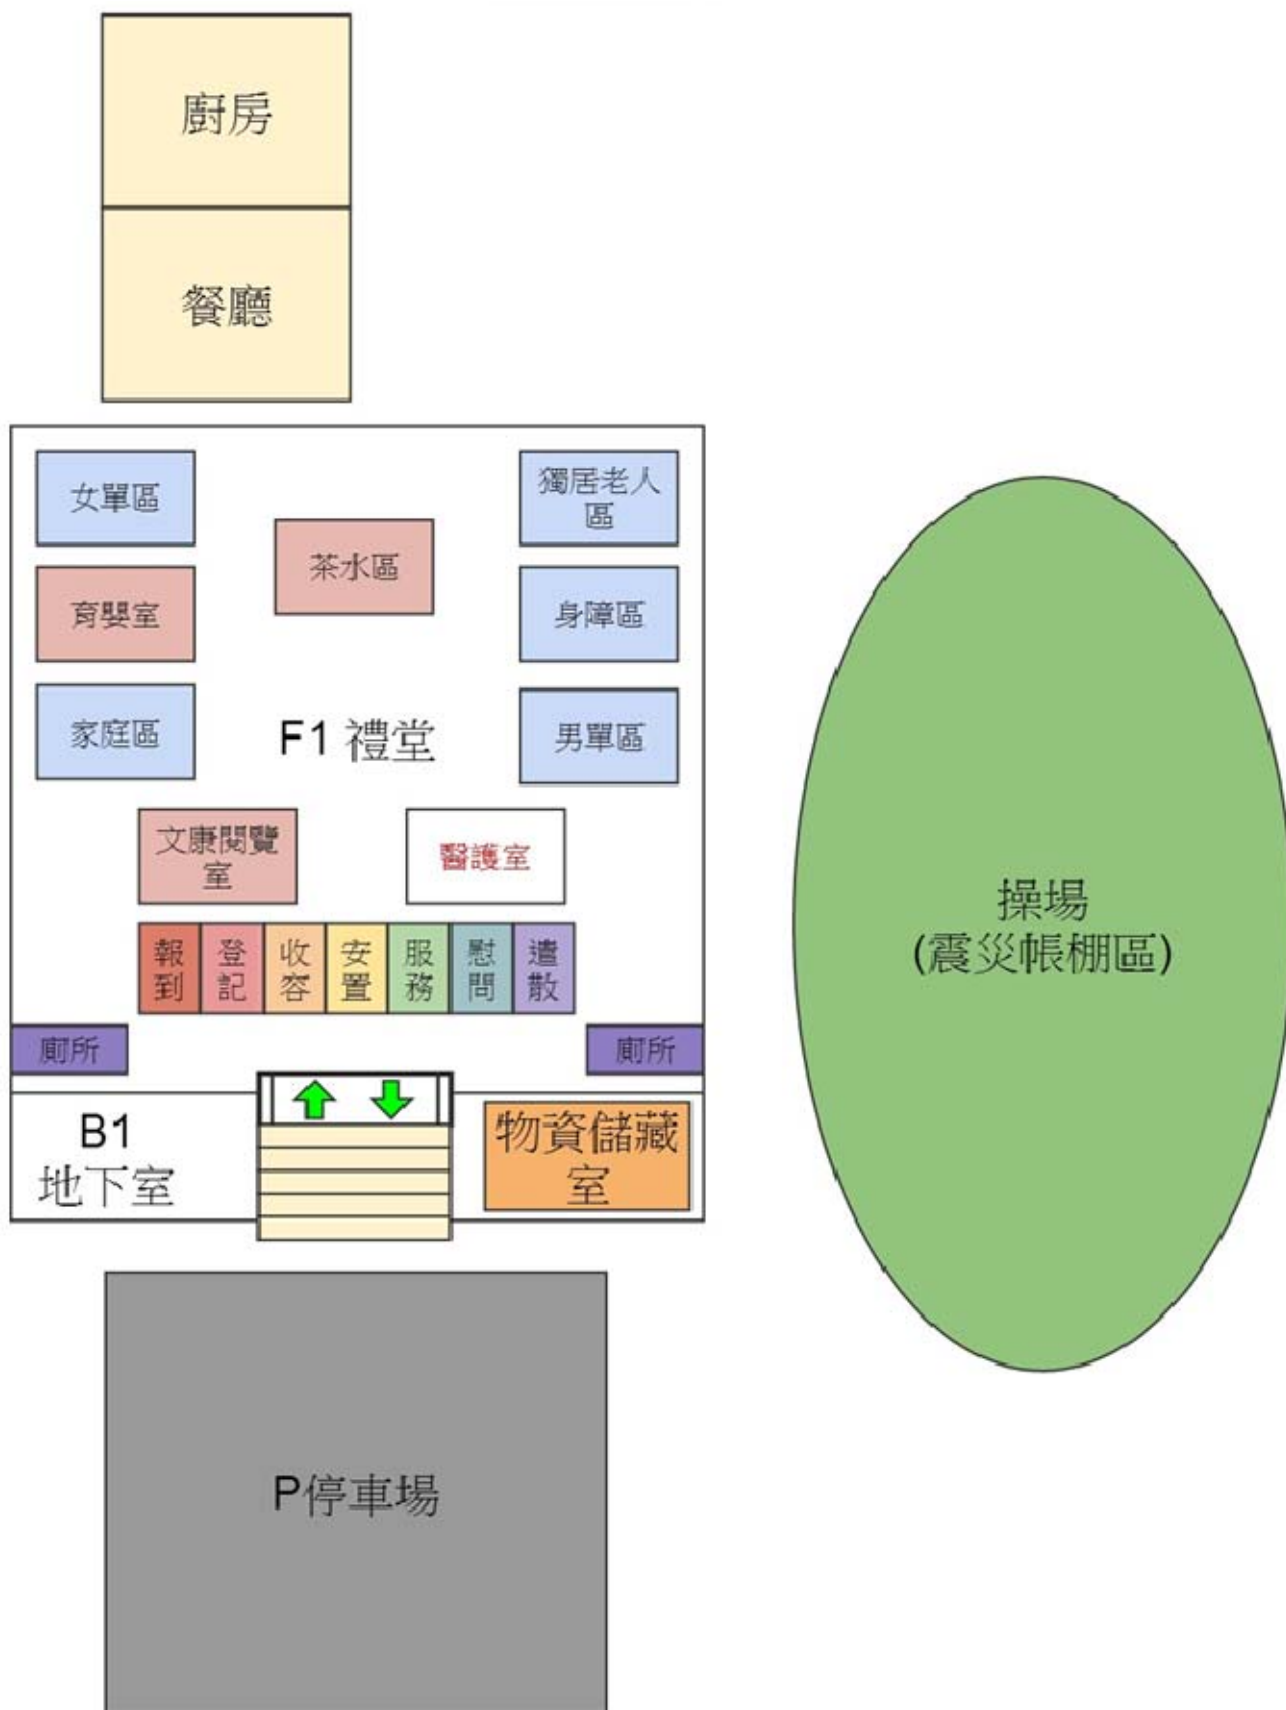 廚房
餐廳
女單區
獨居老人
區
茶水區
育嬰室
身障區
家庭區
F1 禮堂
男單區
文康閱覽
室
醫護室
報到
登記
收容
安置
服務
慰問
遣散
廁所
廁所
B1
地下室
物資儲藏
室
操場
(震災帳棚區)
P停車場